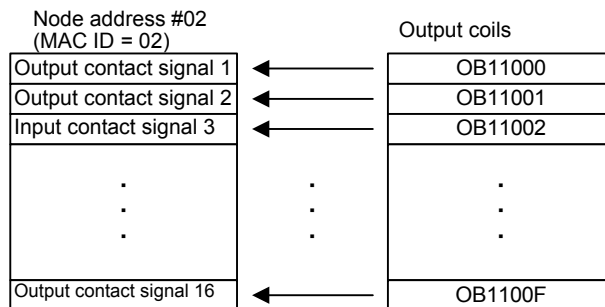 Node address #02
(MAC ID = 02)
Output coils
Output contact signal 1
OB11000
Output contact signal 2
OB11001
Input contact signal 3
OB11002
Output contact signal 16
OB1100F